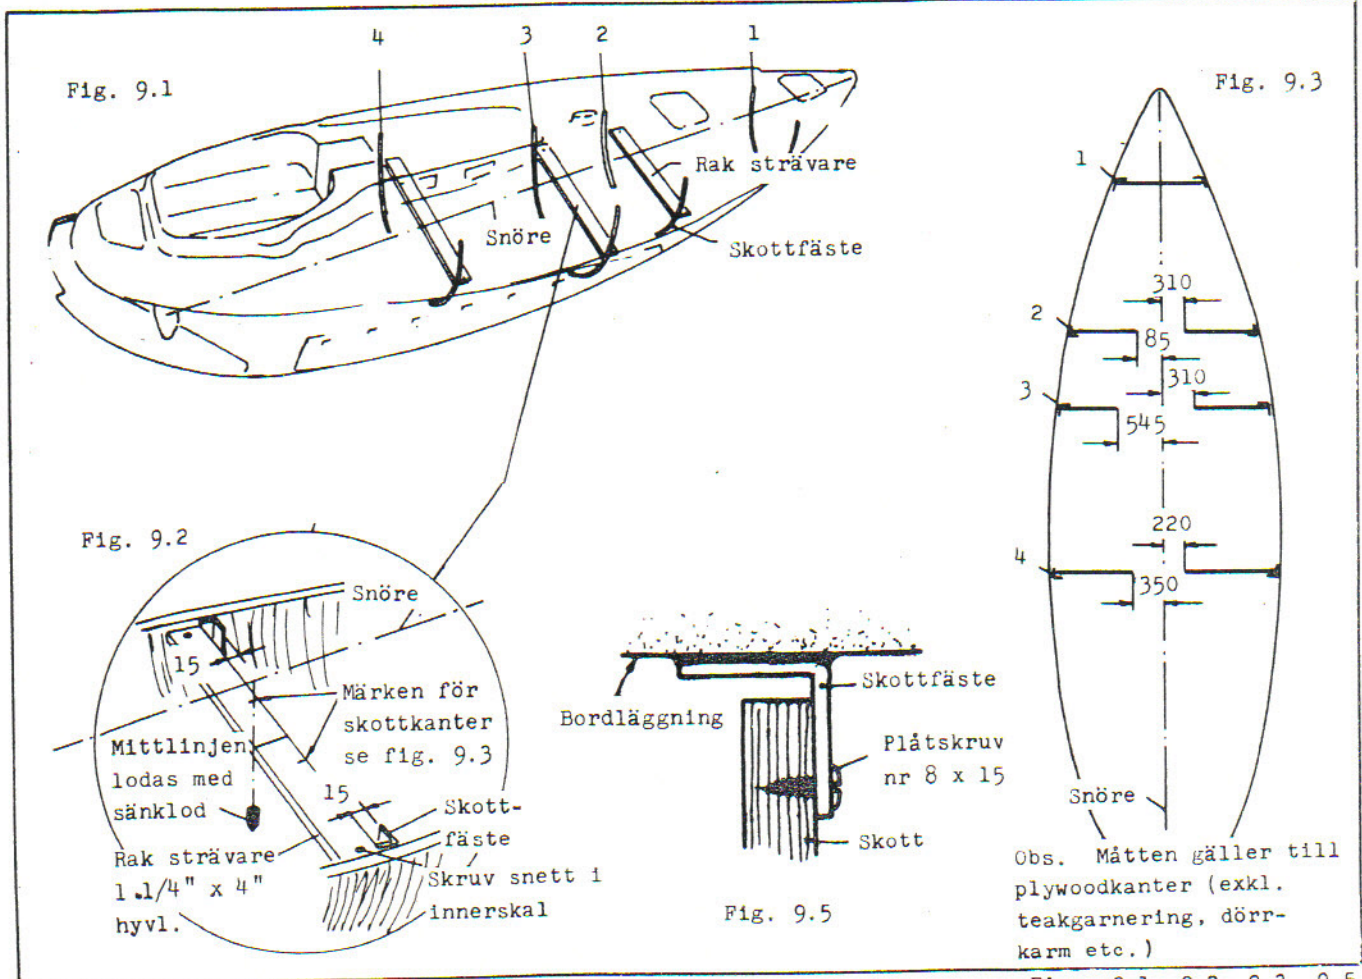 Fig. 9.1
4
3
2
1
Rak strävare
Snöre
Skottfäste
Fig. 9.3
1
310
2
85
310
3
545
220
4
350
Snöre
Obs. Måtten gäller till
plywoodkanter (exkl.
teakgarnering, dörr-
karm etc.)
Fig. 9.2
Snöre
15
Märken för
skottkanter
se fig. 9.3
Mittlinjen
lodas med
sänklod
15
Skott-
fäste
Rak strävare
1.1/4" x 4"
hyvl.
Skruv snett i
innerskal
Skottfäste
Bordläggning
Plåtskruv
nr 8 x 15
Skott
Fig. 9.5